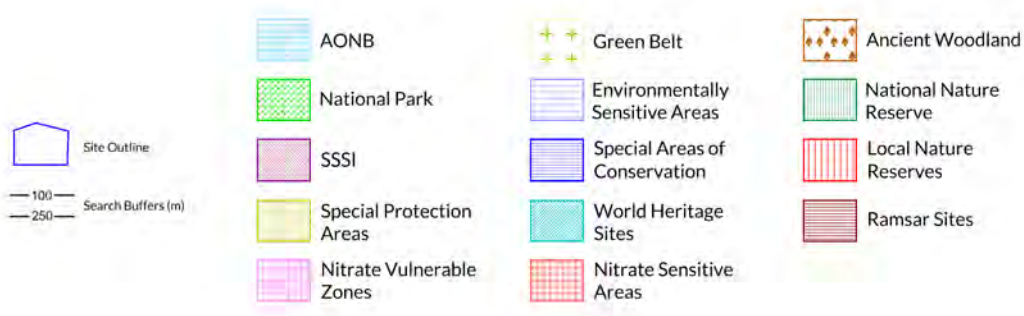 Site Outline
100
250
Search Buffers (m)
AONB
National Park
SSSI
Special Protection
Areas
Nitrate Vulnerable
Zones
Green Belt
Environmentally
Sensitive Areas
Special Areas of
Conservation
World Heritage
Sites
Nitrate Sensitive
Areas
Ancient Woodland
National Nature
Reserve
Local Nature
Reserves
Ramsar Sites